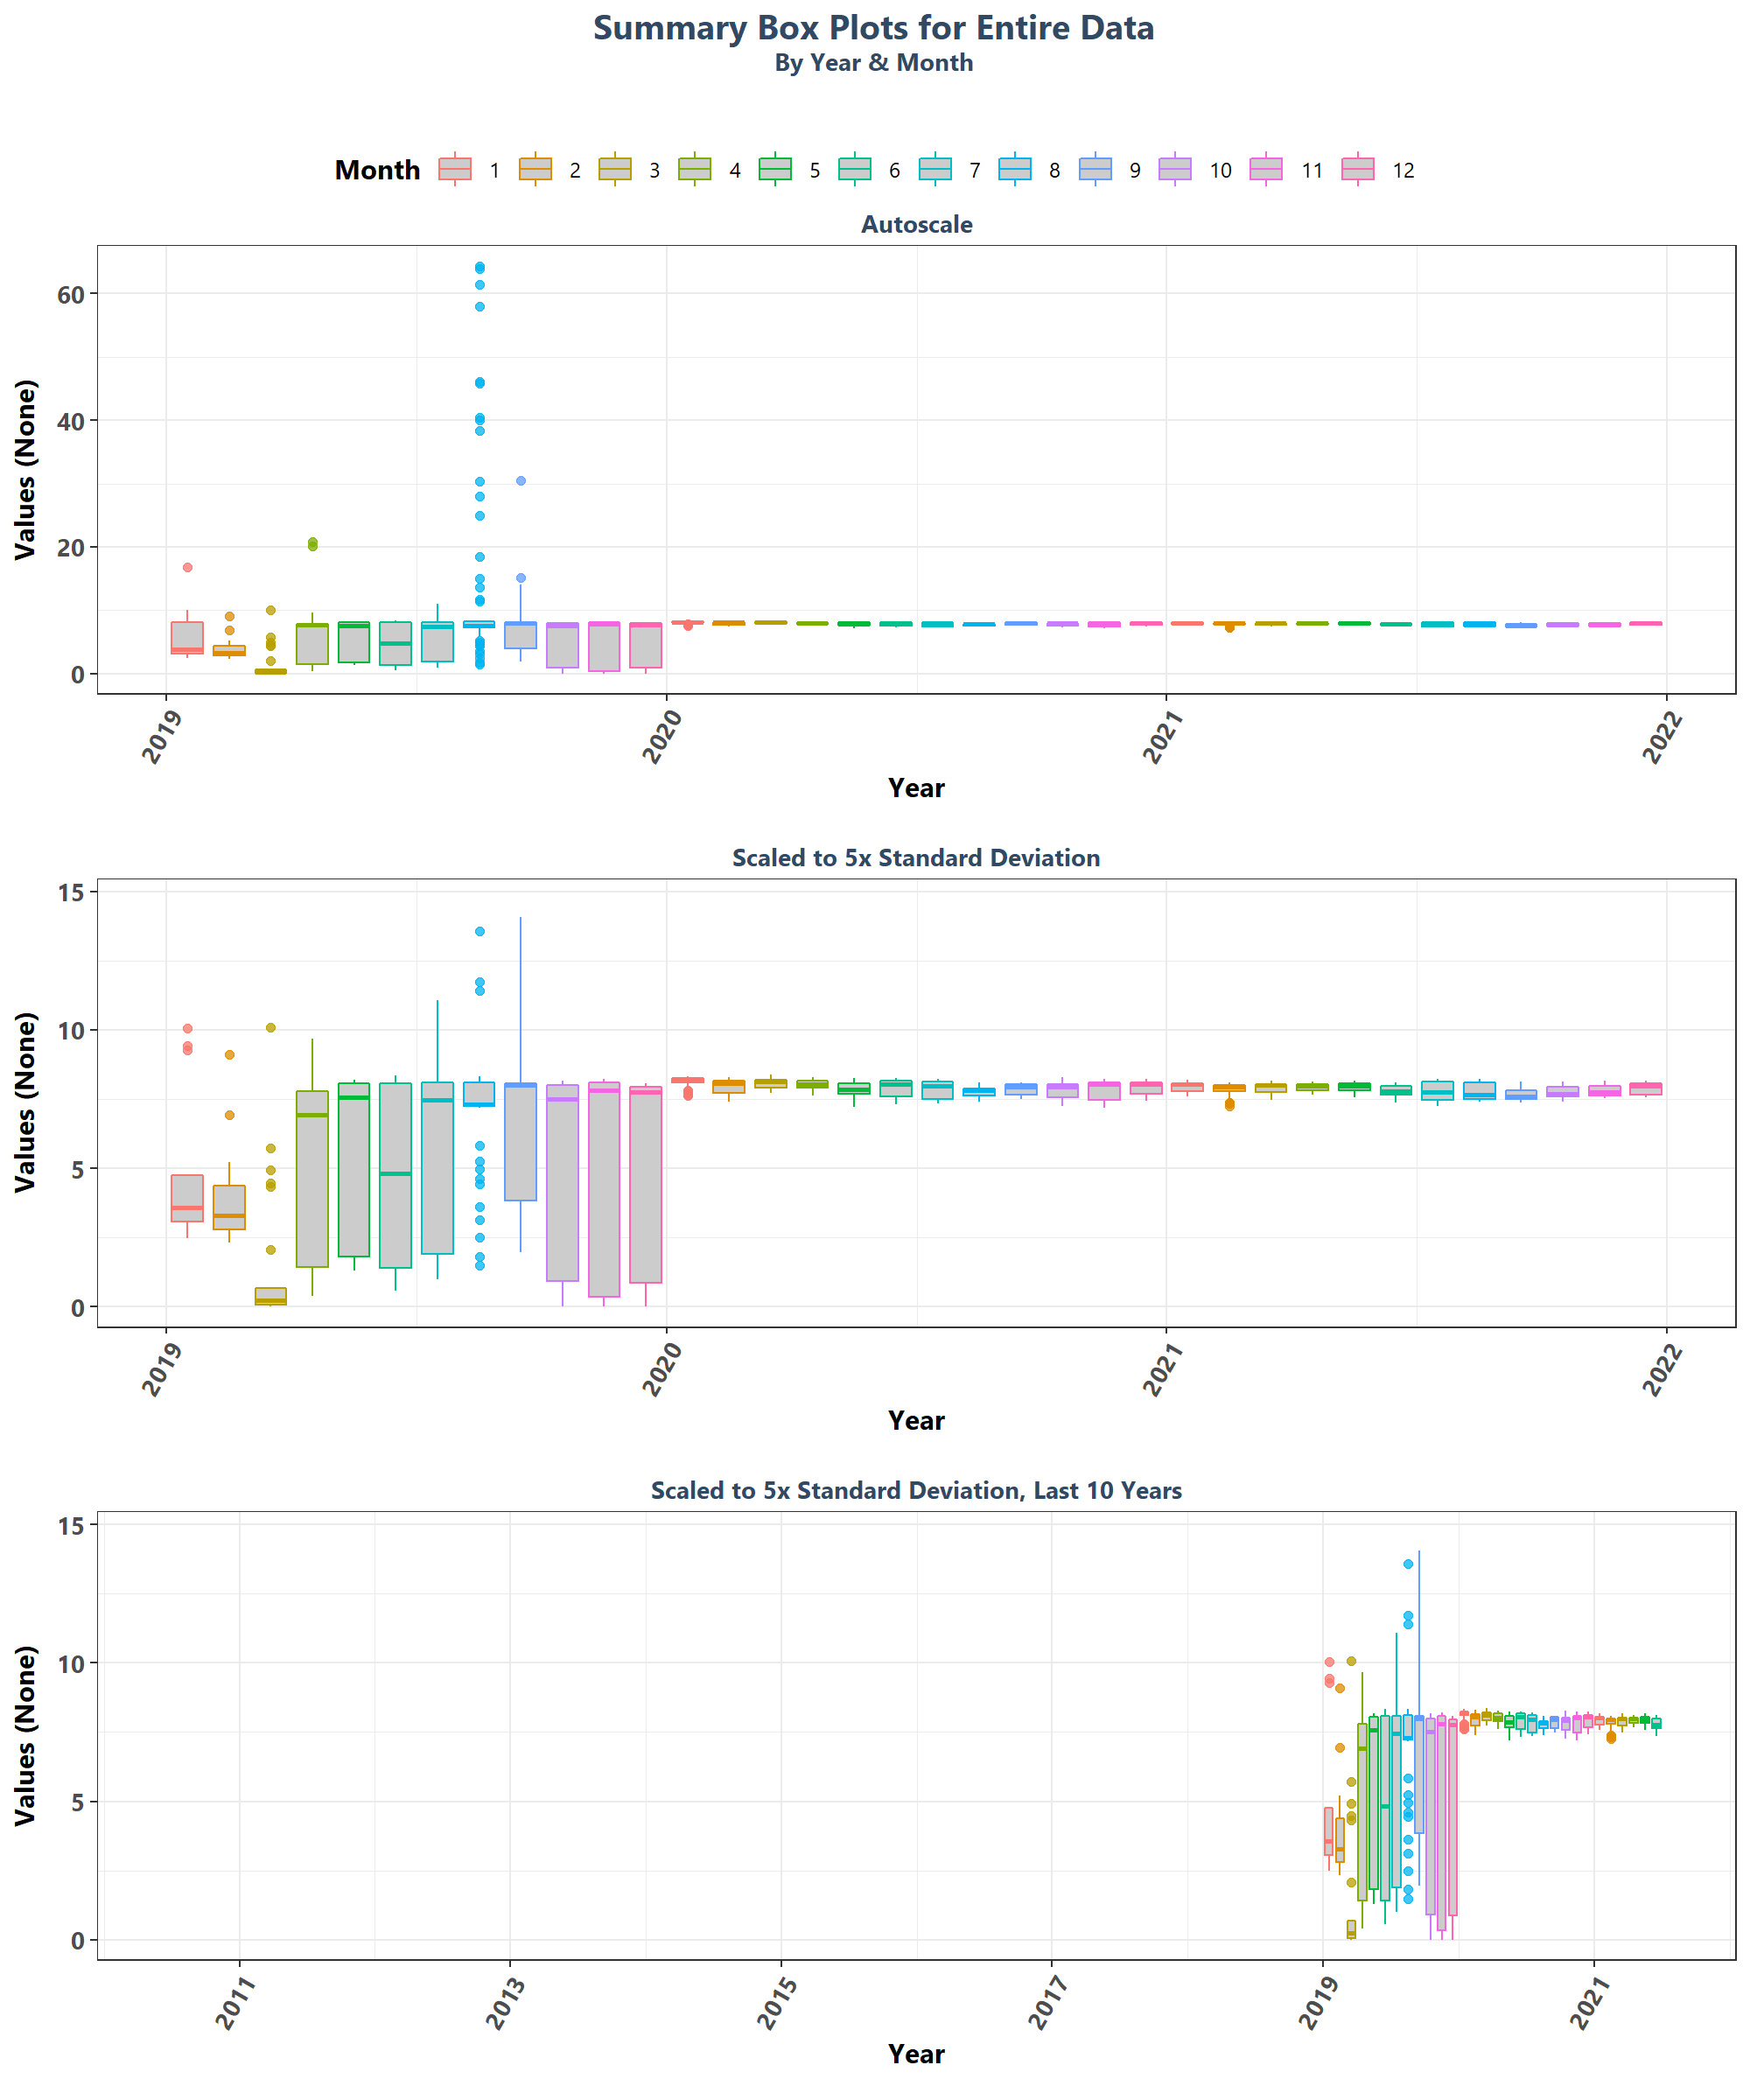 Summary Box Plots for Entire Data
By Year & Month
Month 1 2 3 4 5 6 7 8 9 10 11 12
Autoscale
Values (None)
60
40
20
0
2019 2020 2021 2022
Year
Scaled to 5x Standard Deviation
Values (None)
15
10
5
0
2019 2020 2021 2022
Year
Scaled to 5x Standard Deviation, Last 10 Years
Values (None)
15
10
5
0
2011 2013 2015 2017 2019 2021
Year